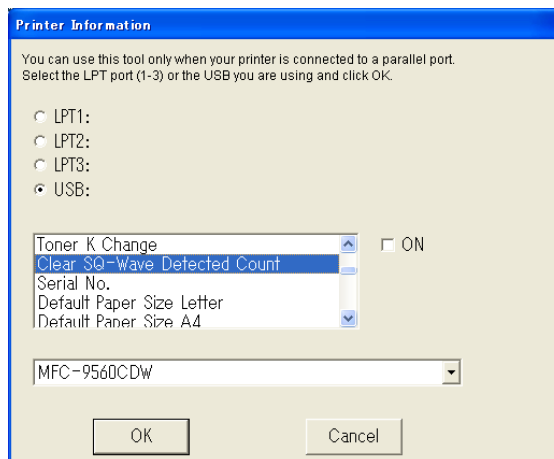 Printer Information
You can use this tool only when your printer is connected to a parallel port.
Select the LPT port (1-3) or the USB you are using and click OK.
LPT1:
LPT2:
LPT3:
USB:
Toner K Change
ON
Clear SQ-Wave Detected Count
Serial No.
Default Paper Size Letter
Default Paper Size A4
MFC-9560CDW
OK
Cancel